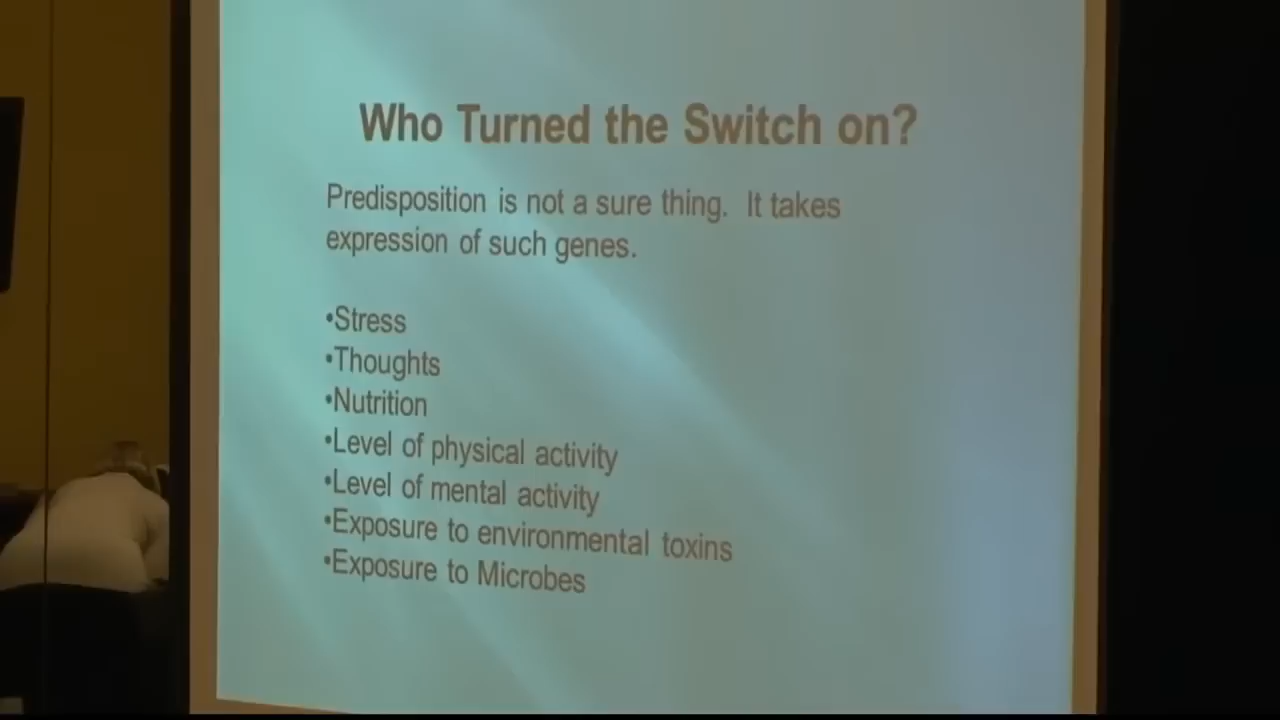 Who Turned the Switch on?
Predisposition is not a sure thing.  It takes
expression of such genes.
•Stress
•Thoughts
•Nutrition
•Level of physical activity
•Level of mental activity
•Exposure to environmental toxins
•Exposure to Microbes